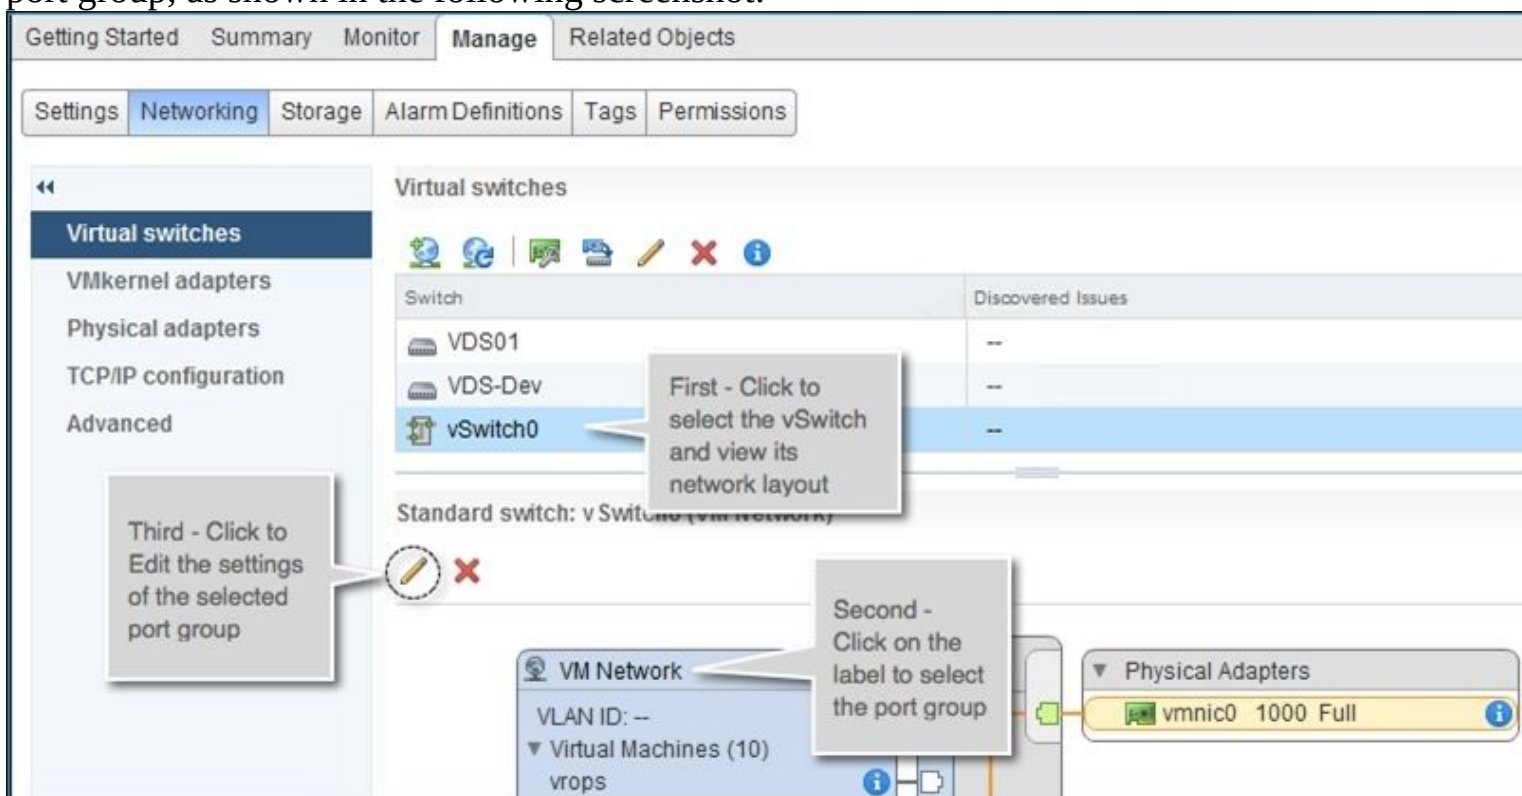 port group, as shown in the following screenshot:
Getting Started Summary Monitor Manage Related Objects
Settings Networking Storage Alarm Definitions Tags Permissions
Virtual switches
VMkernel adapters
Physical adapters
TCP/IP configuration
Advanced
Virtual switches
Switch Discovered Issues
VDS01 --
VDS-Dev --
vSwitch0 --
First - Click to
select the vSwitch
and view its
network layout
Standard switch: vSwitch0 (VM Network)
Third - Click to
Edit the settings
of the selected
port group
Second -
Click on the
label to select
the port group
VM Network
VLAN ID: --
Virtual Machines (10)
vrops
Physical Adapters
vmnic0 1000 Full